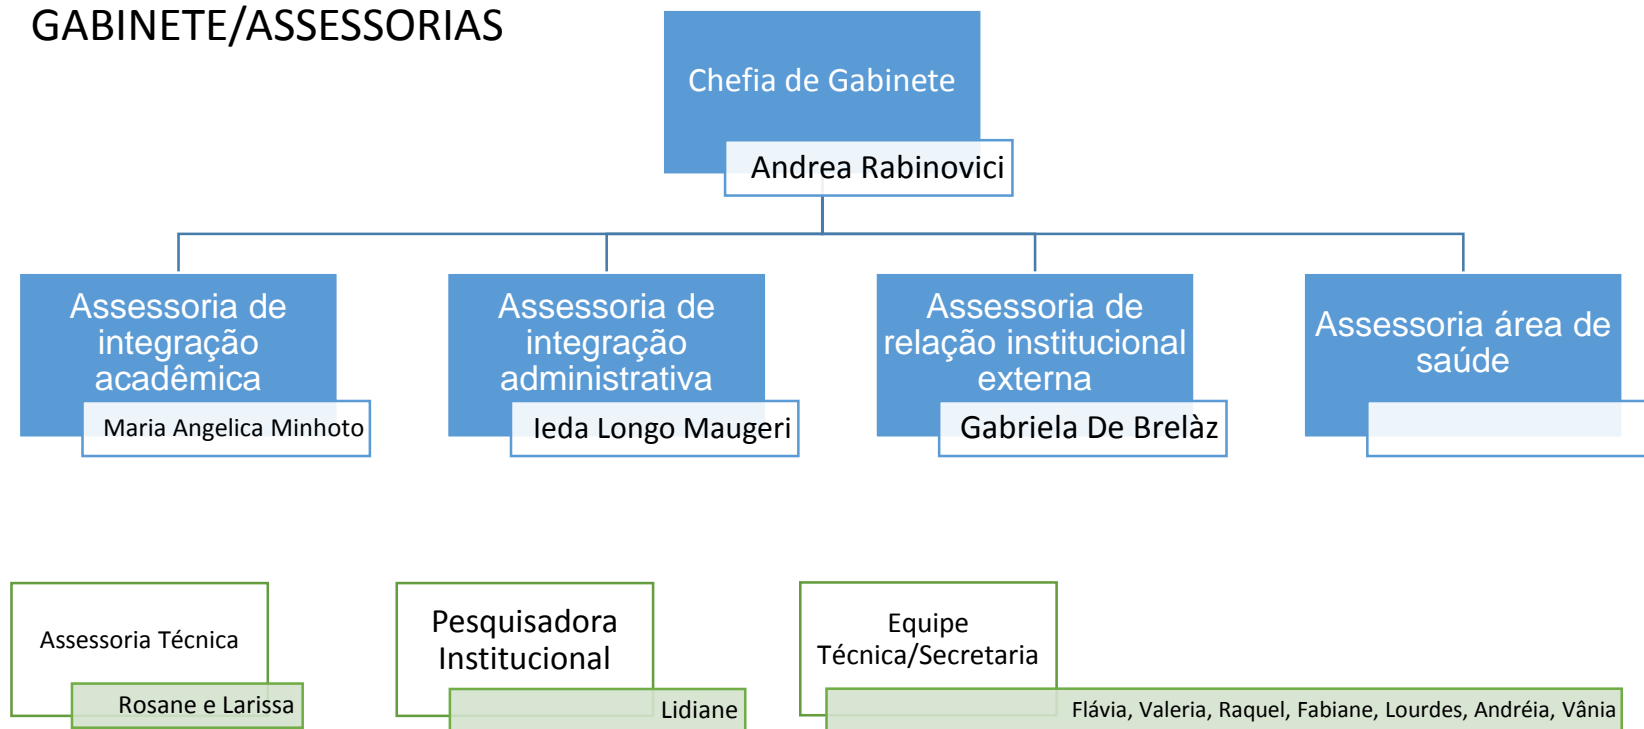 GABINETE/ASSESSORIAS
Chefia de Gabinete
Andrea Rabinovici
Assessoria de
integração
acadêmica
Maria Angelica Minhoto
Assessoria de
integração
administrativa
Ieda Longo Maugeri
Assessoria de
relação institucional
externa
Gabriela De Brelàz
Assessoria área de
saúde
Assessoria Técnica
Rosane e Larissa
Pesquisadora
Institucional
Lidiane
Equipe
Técnica/Secretaria
Flávia, Valeria, Raquel, Fabiane, Lourdes, Andréia, Vânia